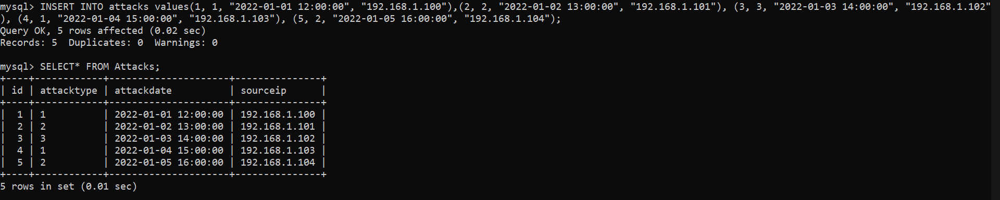 mysql> INSERT INTO attacks values(1, 1, "2022-01-01 12:00:00", "192.168.1.100"),(2, 2, "2022-01-02 13:00:00", "192.168.1.101"), (3, 3, "2022-01-03 14:00:00", "192.168.1.102"
), (4, 1, "2022-01-04 15:00:00", "192.168.1.103"), (5, 2, "2022-01-05 16:00:00", "192.168.1.104");
Query OK, 5 rows affected (0.02 sec)
Records: 5  Duplicates: 0  Warnings: 0

mysql> SELECT* FROM Attacks;
+----+------------+---------------------+---------------+
| id | attacktype | attackdate          | sourceip      |
+----+------------+---------------------+---------------+
|  1 | 1          | 2022-01-01 12:00:00 | 192.168.1.100 |
|  2 | 2          | 2022-01-02 13:00:00 | 192.168.1.101 |
|  3 | 3          | 2022-01-03 14:00:00 | 192.168.1.102 |
|  4 | 1          | 2022-01-04 15:00:00 | 192.168.1.103 |
|  5 | 2          | 2022-01-05 16:00:00 | 192.168.1.104 |
+----+------------+---------------------+---------------+
5 rows in set (0.01 sec)